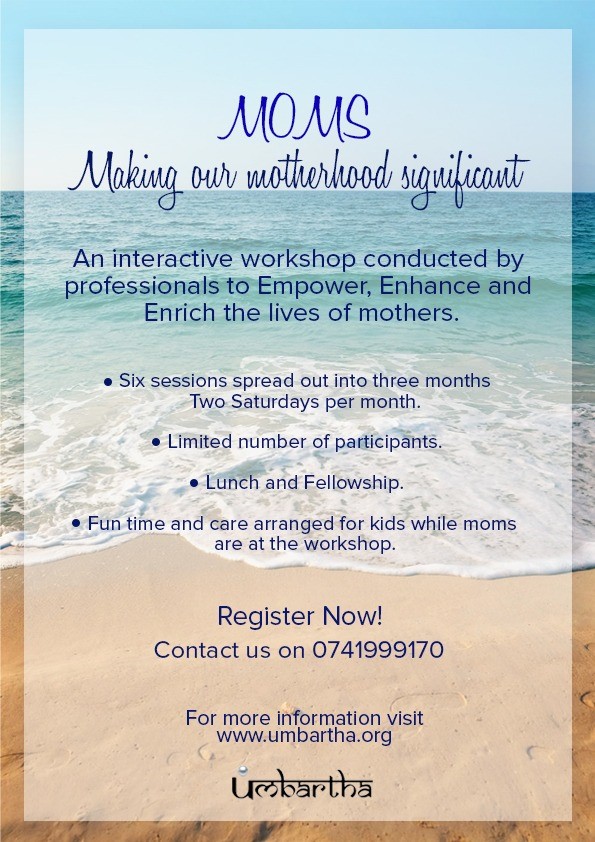 MOMS
Making our motherhood significant
An interactive workshop conducted by
professionals to Empower, Enhance and
Enrich the lives of mothers.
• Six sessions spread out into three months
Two Saturdays per month.
• Limited number of participants.
• Lunch and Fellowship.
• Fun time and care arranged for kids while moms
are at the workshop.
Register Now!
Contact us on 0741999170
For more information visit
www.umbartha.org
Umbartha